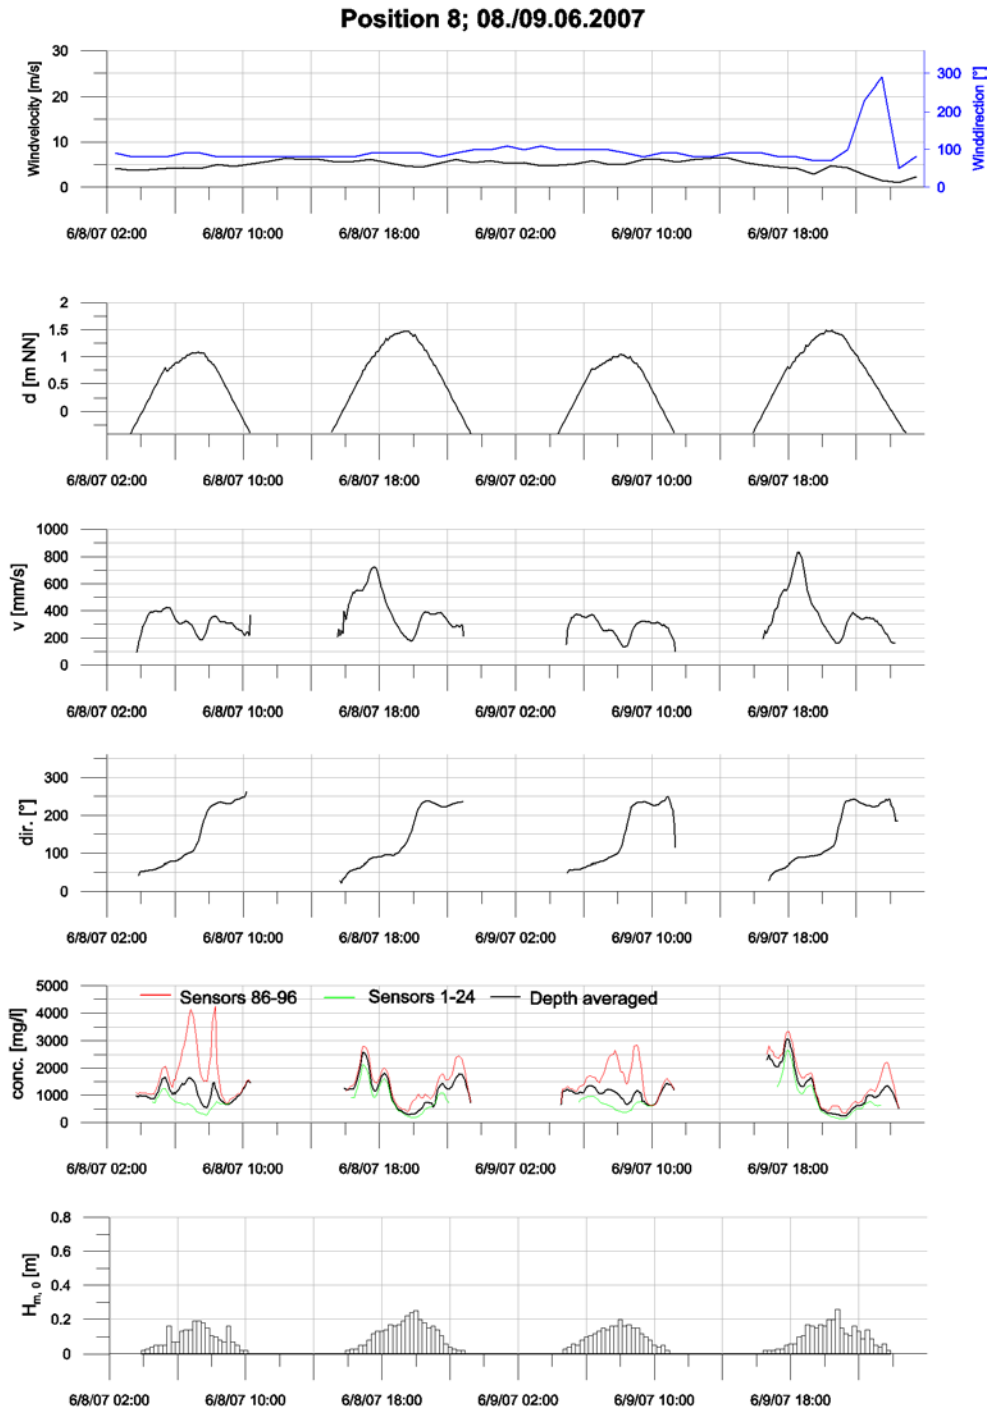 Position 8; 08./09.06.2007
Windvelocity [m/s]
30
20
10
0
300
200
100
0
Winddirection [°]
6/8/07 02:00 6/8/07 10:00 6/8/07 18:00 6/9/07 02:00 6/9/07 10:00 6/9/07 18:00
d [m NN]
2
1.5
1
0.5
0
6/8/07 02:00 6/8/07 10:00 6/8/07 18:00 6/9/07 02:00 6/9/07 10:00 6/9/07 18:00
v [mm/s]
1000
800
600
400
200
0
6/8/07 02:00 6/8/07 10:00 6/8/07 18:00 6/9/07 02:00 6/9/07 10:00 6/9/07 18:00
dir. [°]
300
200
100
0
6/8/07 02:00 6/8/07 10:00 6/8/07 18:00 6/9/07 02:00 6/9/07 10:00 6/9/07 18:00
conc. [mg/l]
5000
4000
3000
2000
1000
0
Sensors 86-96 Sensors 1-24 Depth averaged
6/8/07 02:00 6/8/07 10:00 6/8/07 18:00 6/9/07 02:00 6/9/07 10:00 6/9/07 18:00
Hm, 0 [m]
0.8
0.6
0.4
0.2
0
6/8/07 02:00 6/8/07 10:00 6/8/07 18:00 6/9/07 02:00 6/9/07 10:00 6/9/07 18:00